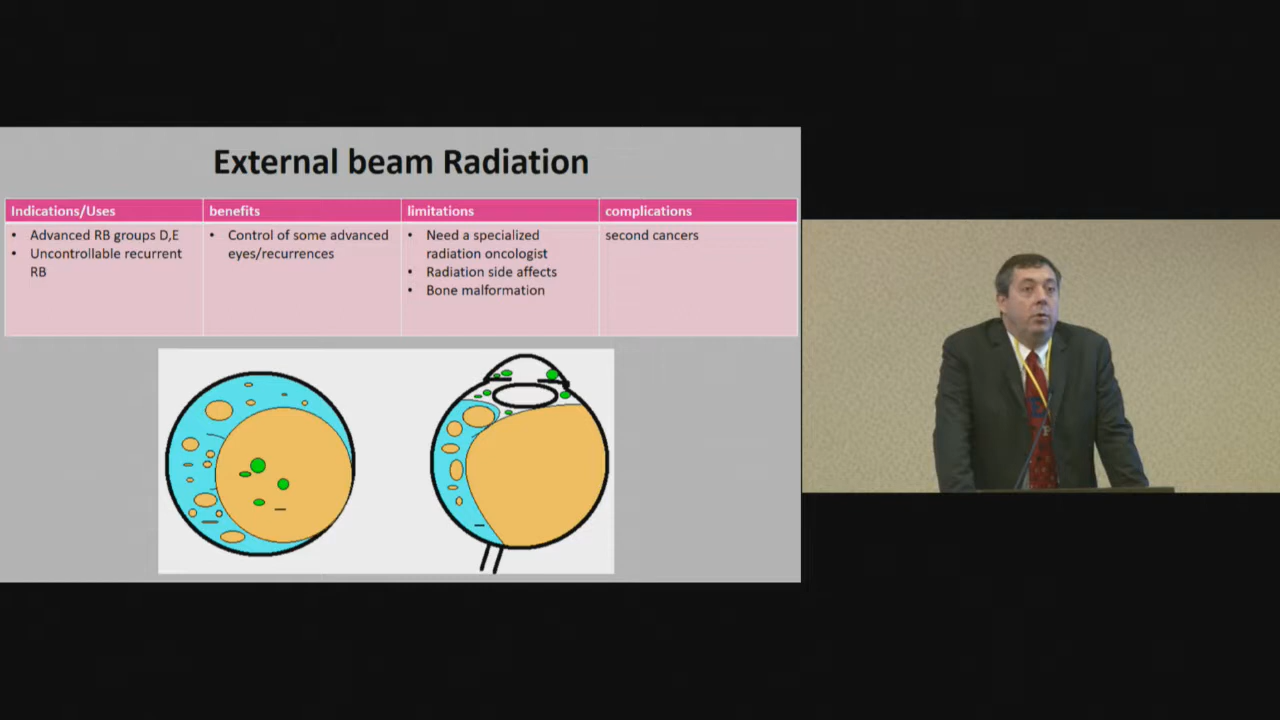 External beam Radiation
Indications/Uses
benefits
limitations
complications
• Advanced RB groups D,E
• Uncontrollable recurrent
RB
• Control of some advanced
eyes/recurrences
• Need a specialized
radiation oncologist
• Radiation side affects
• Bone malformation
second cancers